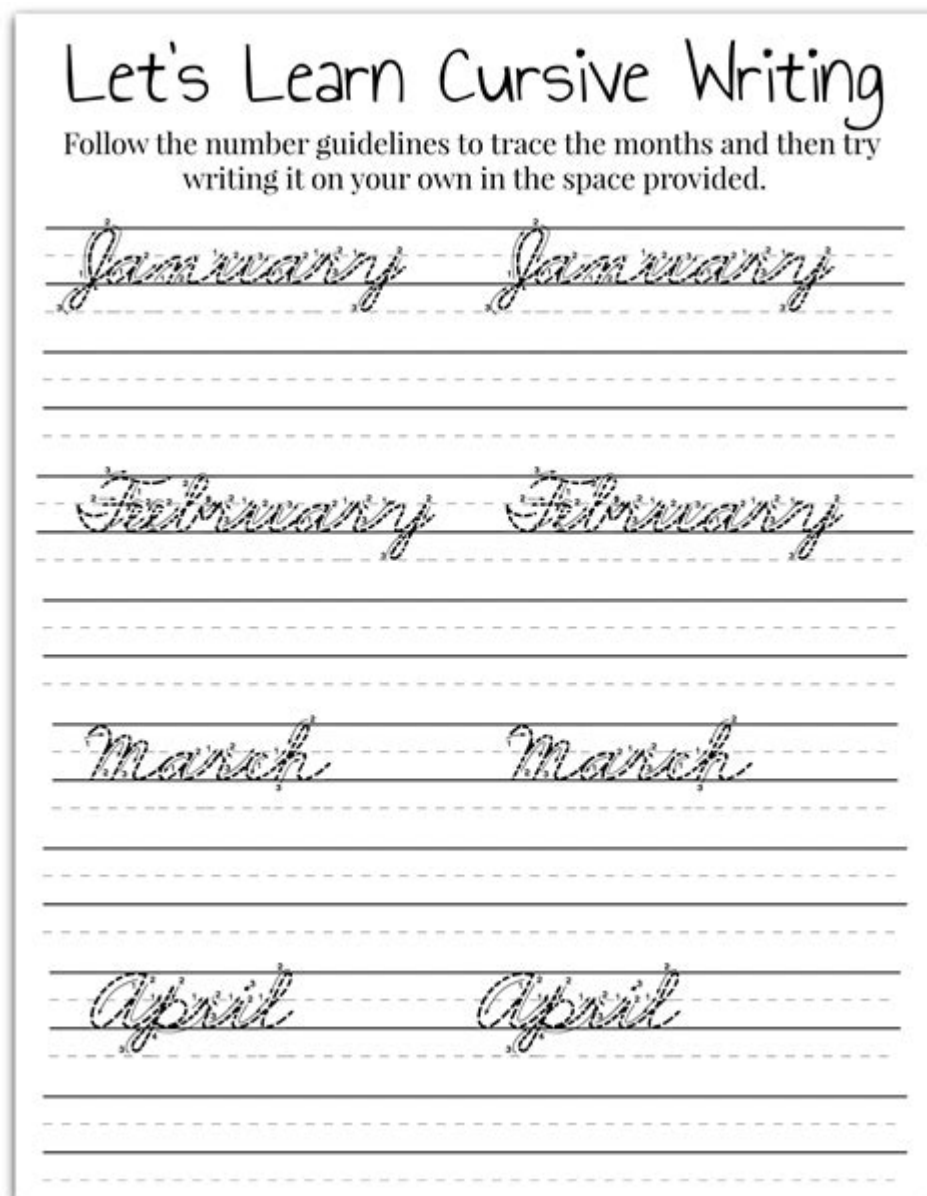 Let's Learn Cursive Writing
Follow the number guidelines to trace the months and then try
writing it on your own in the space provided.
January January
February February
March March
April April